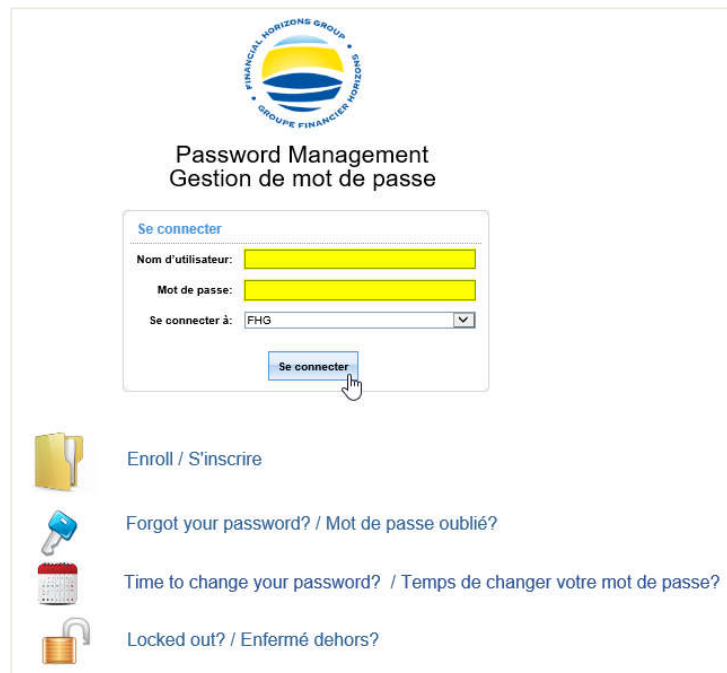 FINANCIAL HORIZONS GROUP
GROUPE FINANCIER HORIZONS
Password Management
Gestion de mot de passe
Se connecter
Nom d'utilisateur:
Mot de passe:
Se connecter à: FHG
Se connecter
Enroll / S'inscrire
Forgot your password? / Mot de passe oublié?
Time to change your password? / Temps de changer votre mot de passe?
Locked out? / Enfermé dehors?